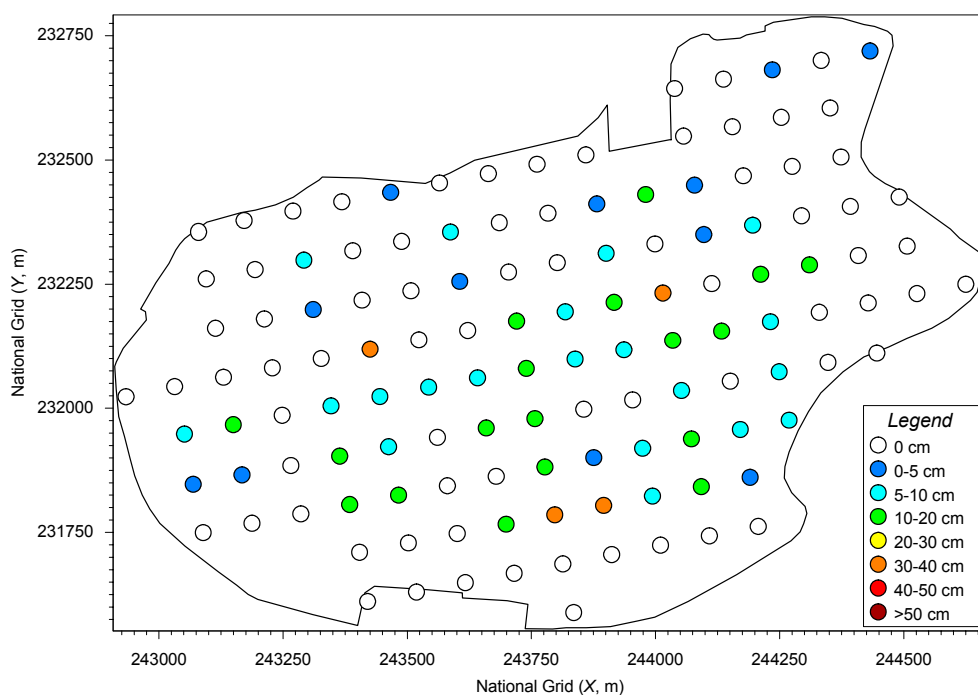 232750
232500
232250
232000
231750
National Grid (Y, m)
243000 243250 243500 243750 244000 244250 244500
National Grid (X, m)
Legend
0 cm
0-5 cm
5-10 cm
10-20 cm
20-30 cm
30-40 cm
40-50 cm
>50 cm